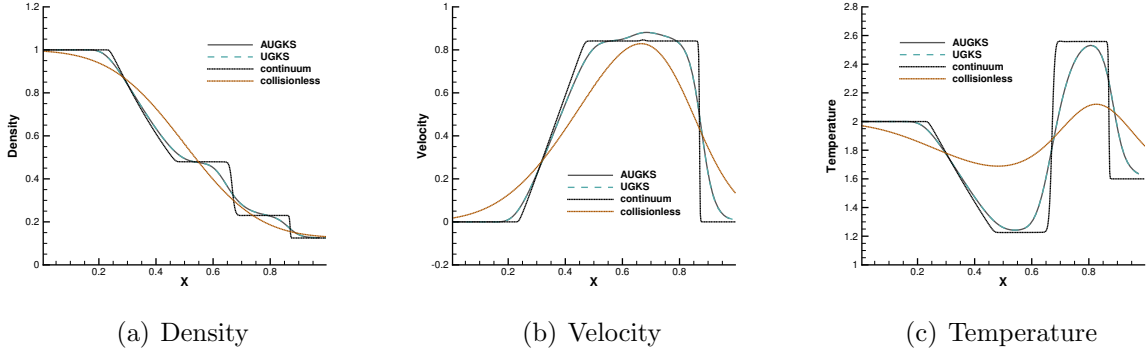 1.2
1
0.8
0.6
0.4
0.2
0
Density
AUGKS
UGKS
continuum
collisionless
0.2 0.4 0.6 0.8
X
(a) Density
1
0.8
0.6
0.4
0.2
0
-0.2
Velocity
AUGKS
UGKS
continuum
collisionless
0.2 0.4 0.6 0.8
X
(b) Velocity
2.8
2.6
2.4
2.2
2
1.8
1.6
1.4
1.2
1
Temperature
AUGKS
UGKS
continuum
collisionless
0.2 0.4 0.6 0.8
X
(c) Temperature